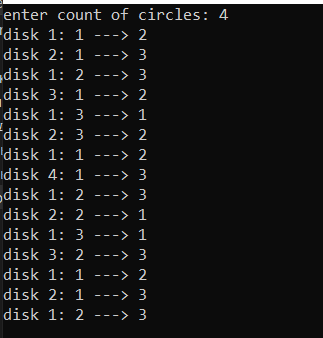 enter count of circles: 4
disk 1: 1 ---> 2
disk 2: 1 ---> 3
disk 1: 2 ---> 3
disk 3: 1 ---> 2
disk 1: 3 ---> 1
disk 2: 3 ---> 2
disk 1: 1 ---> 2
disk 4: 1 ---> 3
disk 1: 2 ---> 3
disk 2: 2 ---> 1
disk 1: 3 ---> 1
disk 3: 2 ---> 3
disk 1: 1 ---> 2
disk 2: 1 ---> 3
disk 1: 2 ---> 3